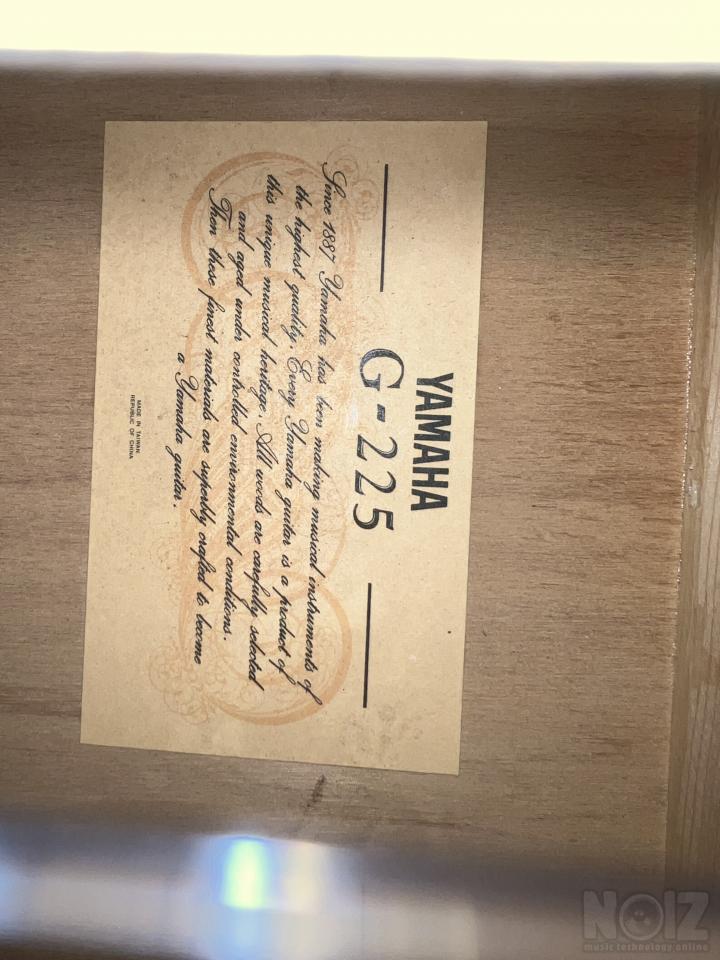 YAMAHA
G-225
Since 1887 Yamaha has been making musical instruments of
the highest quality. Every Yamaha guitar is a product of
this unique musical heritage. All woods are carefully selected
and aged under controlled environmental conditions.
Then these finest materials are superbly crafted to become
a Yamaha guitar.
MADE IN TAIWAN
REPUBLIC OF CHINA
NOIZ
music technology online